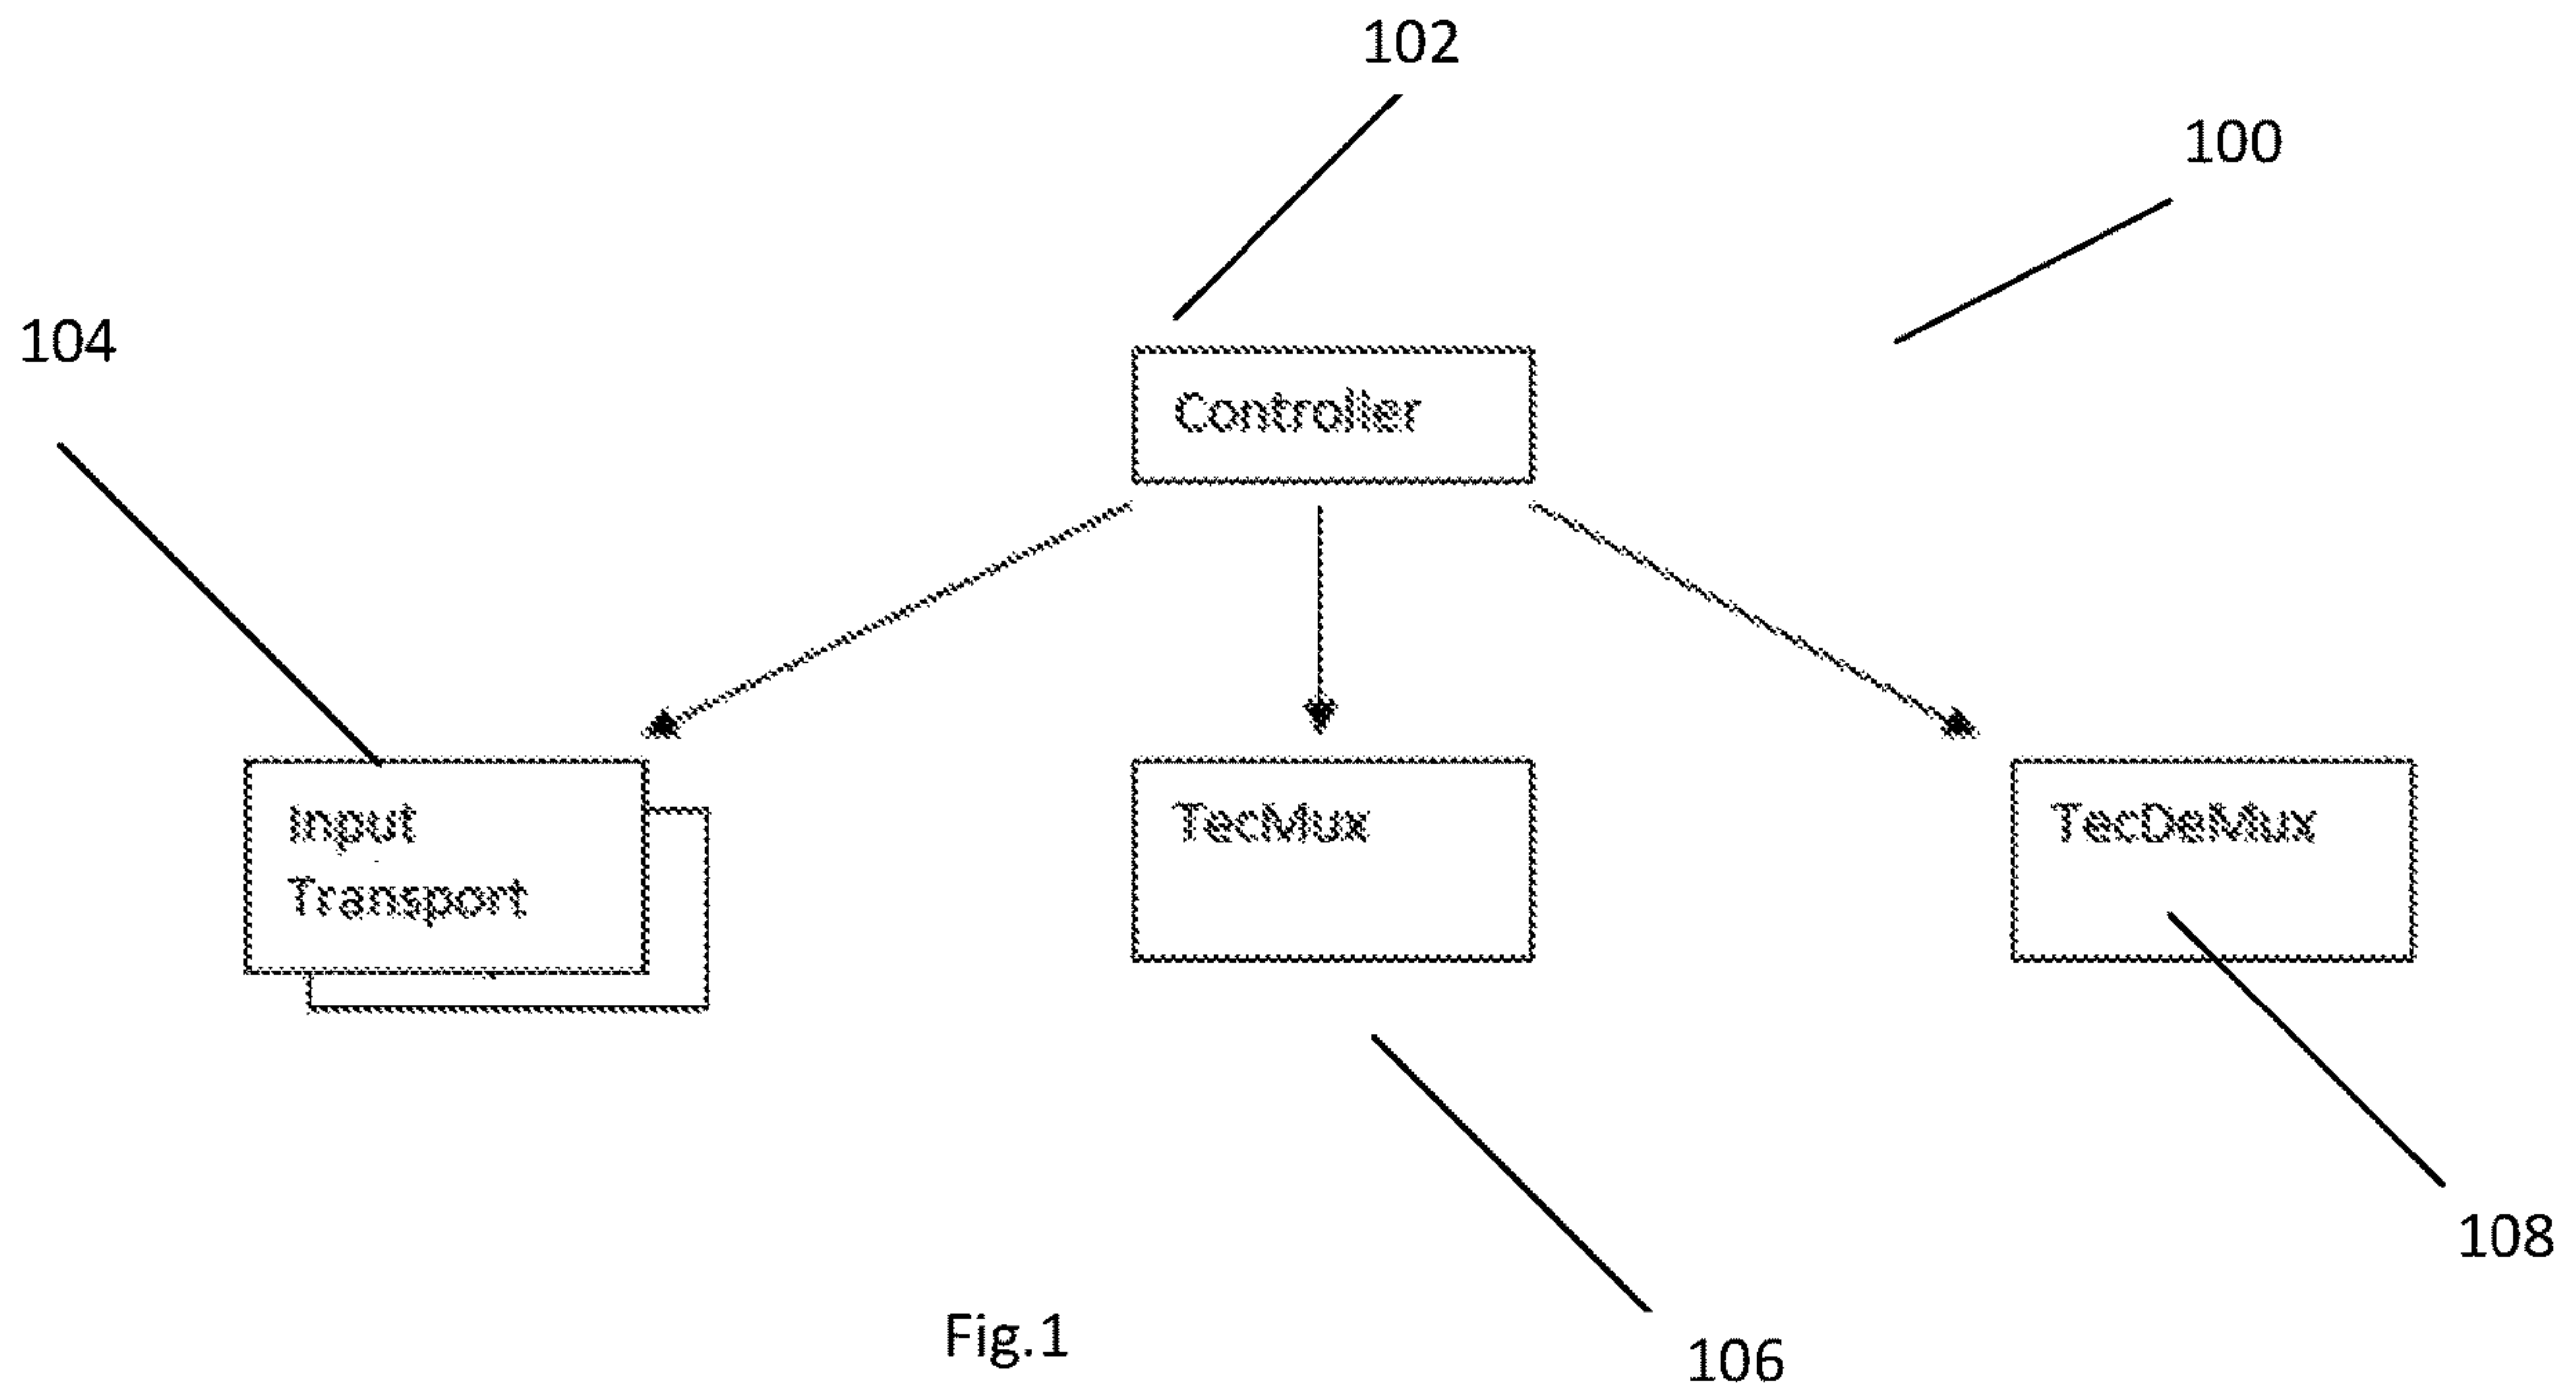 102
100
104
Controller
Input
Transport
TecMux
TecDeMux
108
Fig.1
106